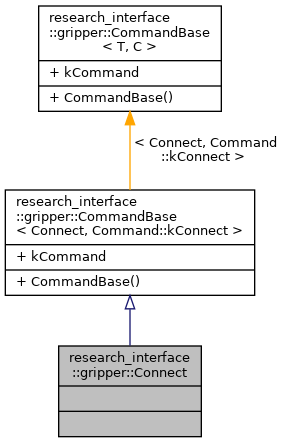 research_interface
::gripper::CommandBase
< T, C >
+ kCommand
+ CommandBase()
< Connect, Command
::kConnect >
research_interface
::gripper::CommandBase
< Connect, Command::kConnect >
+ kCommand
+ CommandBase()
research_interface
::gripper::Connect